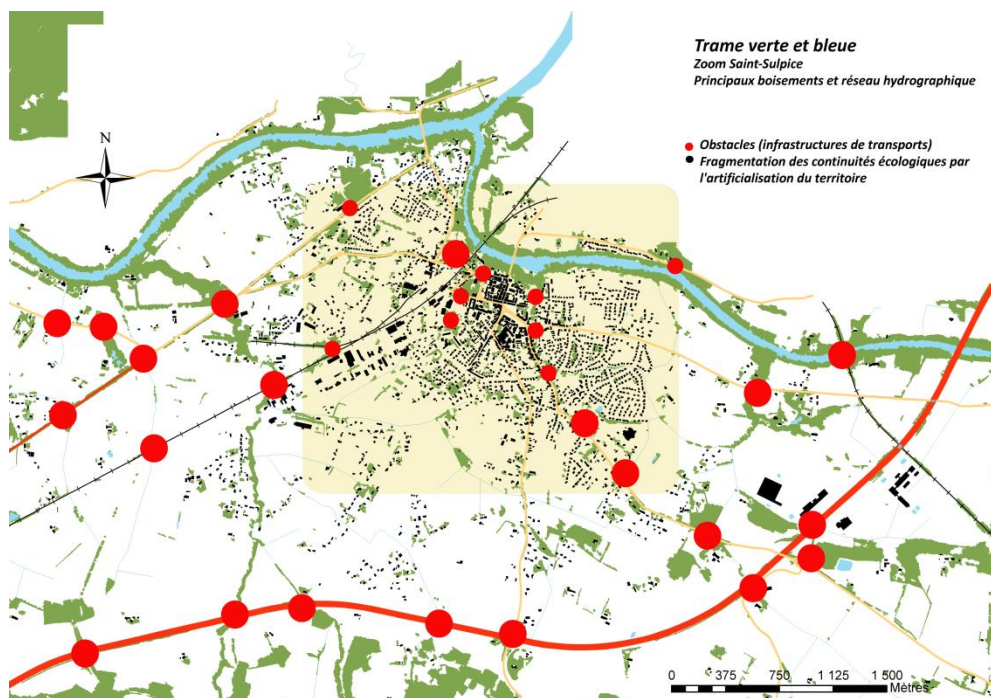 Trame verte et bleue
Zoom Saint-Sulpice
Principaux boisements et réseau hydrographique
N
Obstacles (infrastructures de transports)
Fragmentation des continuités écologiques par
l'artificialisation du territoire
0 375 750 1 125 1 500
Mètres